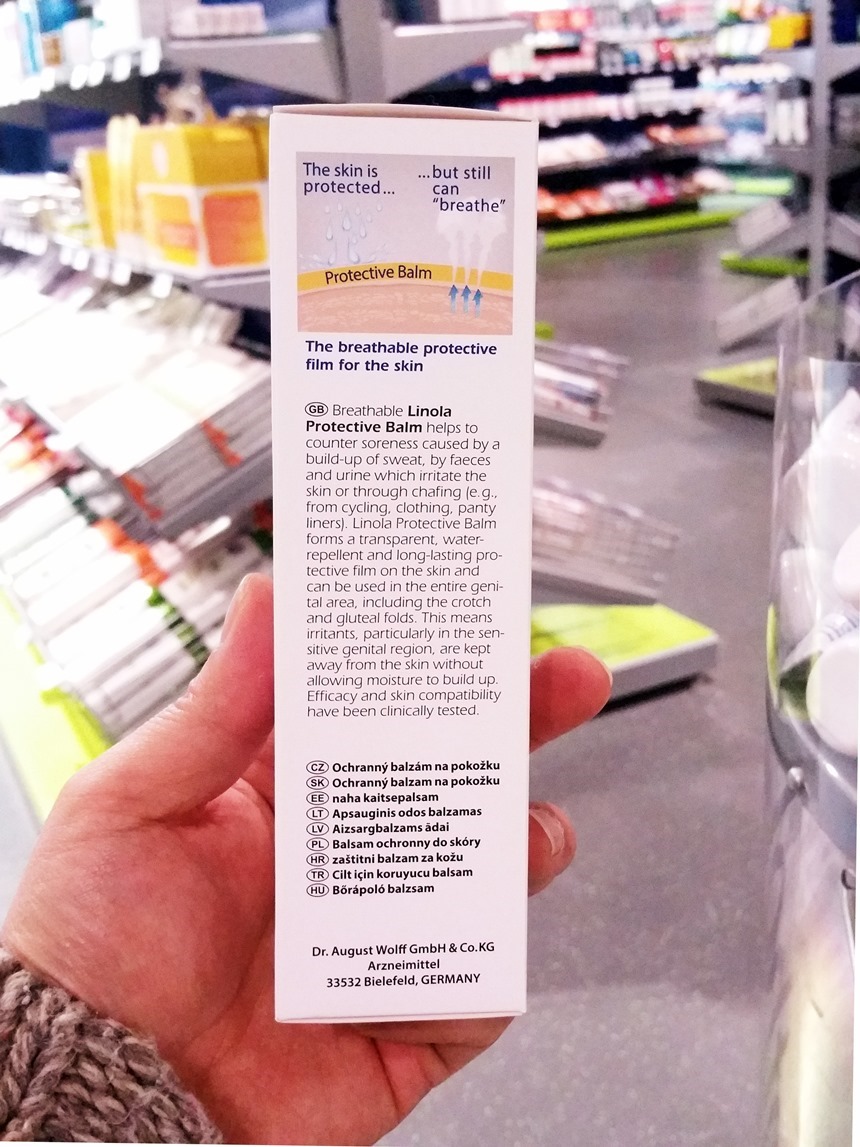 The skin is
protected...
...but still
can
"breathe"
Protective Balm
The breathable protective
film for the skin
GB Breathable Linola
Protective Balm helps to
counter soreness caused by a
build-up of sweat, by faeces
and urine which irritate the
skin or through chafing (e.g.,
from cycling, clothing, panty
liners). Linola Protective Balm
forms a transparent, water-
repellent and long-lasting pro-
tective film on the skin and
can be used in the entire geni-
tal area, including the crotch
and gluteal folds. This means
irritants, particularly in the sen-
sitive genital region, are kept
away from the skin without
allowing moisture to build up.
Efficacy and skin compatibility
have been clinically tested.
CZ Ochranný balzám na pokožku
SK Ochranný balzam na pokožku
EE naha kaitsepalsam
LT Apsauginis odos balzamas
LV Aizsargbalzams ādai
PL Balsam ochronny do skóry
HR zaštitni balzam za kožu
TR Cilt için koruyucu balsam
HU Bőrápoló balzsam
Dr. August Wolff GmbH & Co.KG
Arzneimittel
33532 Bielefeld, GERMANY